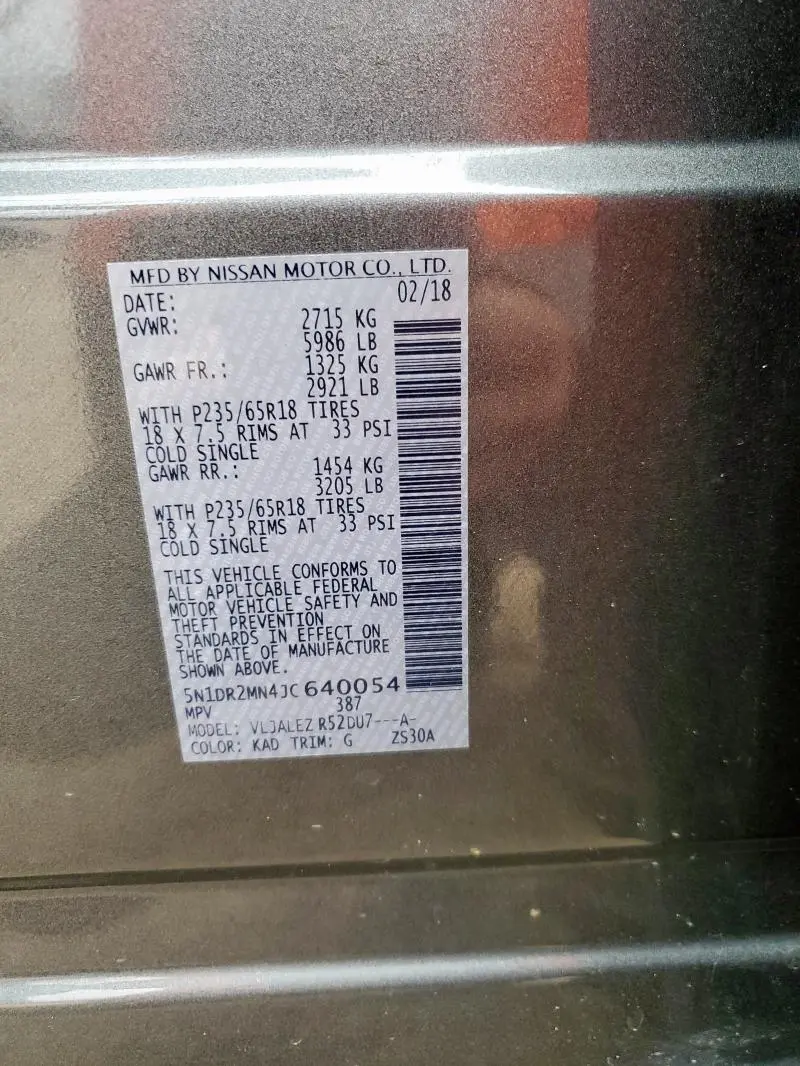 MFD BY NISSAN MOTOR CO., LTD.
DATE: 02/18
GVWR: 2715 KG
5986 LB
GAWR FR.: 1325 KG
2921 LB
WITH P235/65R18 TIRES
18 X 7.5 RIMS AT 33 PSI
COLD SINGLE
GAWR RR.: 1454 KG
3205 LB
WITH P235/65R18 TIRES
18 X 7.5 RIMS AT 33 PSI
COLD SINGLE
THIS VEHICLE CONFORMS TO
ALL APPLICABLE FEDERAL
MOTOR VEHICLE SAFETY AND
THEFT PREVENTION
STANDARDS IN EFFECT ON
THE DATE OF MANUFACTURE
SHOWN ABOVE.
5N1DR2MN4JC640054
MPV 387
MODEL: VLJALEZ R52DU7---A-
COLOR: KAD TRIM: G ZS30A